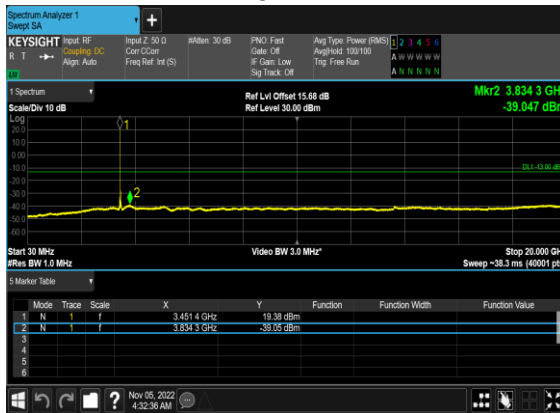 Spectrum Analyzer 1
Swept SA
KEYSIGHT Input: RF Input Z: 50 Ω #Atten: 30 dB PNO: Fast Avg Type: Power (RMS) 1 2 3 4 5 6
R T Coupling: DC Corr CCorr Gate: Off Avg|Hold: 100/100 A W W W W W
Align: Auto Freq Ref: Int (S) IF Gain: Low Trig: Free Run
Sig Track: Off A N N N N N
1 Spectrum Ref Lvl Offset 15.68 dB Mkr2 3.834 3 GH
Scale/Div 10 dB Ref Level 30.00 dBm -39.047 dBr
Log
20.0
10.0
0.00
-10.0
DL1 -13.00 dB
-20.0
-30.0
-40.0
-50.0
-60.0
1
2
Start 30 MHz Video BW 3.0 MHz* Stop 20.000 GH
#Res BW 1.0 MHz Sweep ~38.3 ms (40001 pt
5 Marker Table
Mode Trace Scale X Y Function Function Width Function Value
1 N 1 f 3.451 4 GHz 19.38 dBm
2 N 1 f 3.834 3 GHz -39.05 dBm
3
4
5
6
? Nov 05, 2022
4:32:36 AM